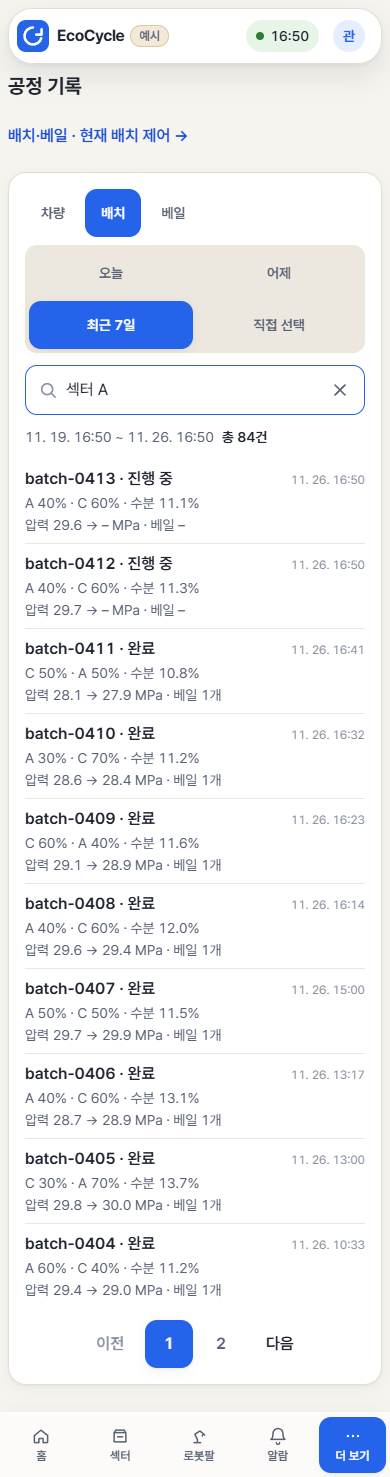 EcoCycle 예시 16:50 관
공정 기록
배치·베일 · 현재 배치 제어 →
차량 배치 베일
오늘 어제
최근 7일 직접 선택
섹터 A
11. 19. 16:50 ~ 11. 26. 16:50 총 84건
batch-0413 · 진행 중 11. 26. 16:50
A 40% · C 60% · 수분 11.1%
압력 29.6 → – MPa · 베일 –
batch-0412 · 진행 중 11. 26. 16:50
A 40% · C 60% · 수분 11.3%
압력 29.7 → – MPa · 베일 –
batch-0411 · 완료 11. 26. 16:41
C 50% · A 50% · 수분 10.8%
압력 28.1 → 27.9 MPa · 베일 1개
batch-0410 · 완료 11. 26. 16:32
A 30% · C 70% · 수분 11.2%
압력 28.6 → 28.4 MPa · 베일 1개
batch-0409 · 완료 11. 26. 16:23
C 60% · A 40% · 수분 11.6%
압력 29.1 → 28.9 MPa · 베일 1개
batch-0408 · 완료 11. 26. 16:14
A 40% · C 60% · 수분 12.0%
압력 29.6 → 29.4 MPa · 베일 1개
batch-0407 · 완료 11. 26. 15:00
A 50% · C 50% · 수분 11.5%
압력 29.7 → 29.9 MPa · 베일 1개
batch-0406 · 완료 11. 26. 13:17
A 40% · C 60% · 수분 13.1%
압력 28.7 → 28.9 MPa · 베일 1개
batch-0405 · 완료 11. 26. 13:00
C 30% · A 70% · 수분 13.7%
압력 29.8 → 30.0 MPa · 베일 1개
batch-0404 · 완료 11. 26. 10:33
A 60% · C 40% · 수분 11.2%
압력 29.4 → 29.0 MPa · 베일 1개
이전 1 2 다음
홈 섹터 로봇팔 알람 더 보기